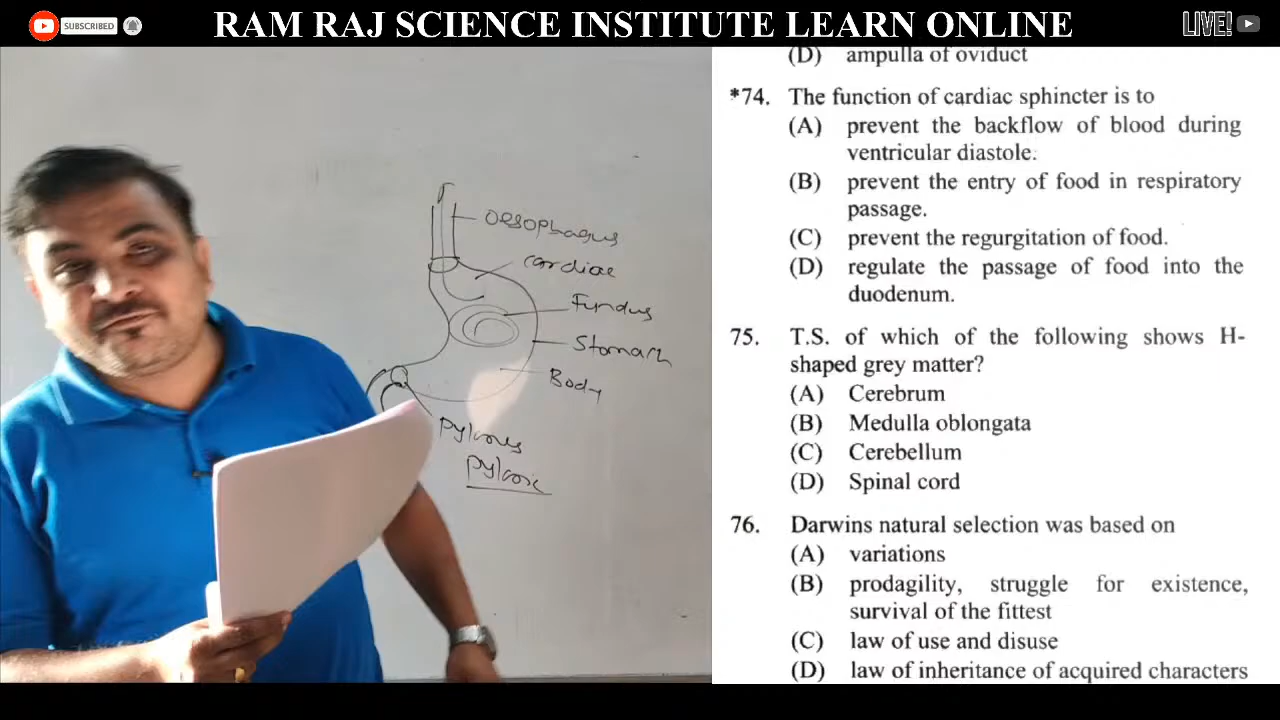 SUBSCRIBED
RAM RAJ SCIENCE INSTITUTE LEARN ONLINE
LIVE!
Oesophagus
cardiac
Fundus
Stomach
Body
pylorus
pyloric
(D) ampulla of oviduct
*74. The function of cardiac sphincter is to
(A) prevent the backflow of blood during
ventricular diastole.
(B) prevent the entry of food in respiratory
passage.
(C) prevent the regurgitation of food.
(D) regulate the passage of food into the
duodenum.
75. T.S. of which of the following shows H-
shaped grey matter?
(A) Cerebrum
(B) Medulla oblongata
(C) Cerebellum
(D) Spinal cord
76. Darwins natural selection was based on
(A) variations
(B) prodagility, struggle for existence,
survival of the fittest
(C) law of use and disuse
(D) law of inheritance of acquired characters